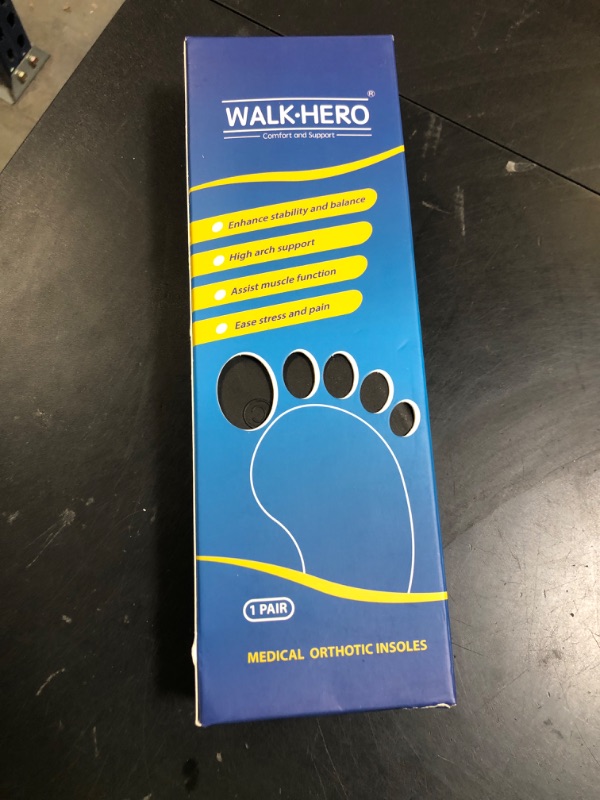 WALK·HERO®
Comfort and Support
Enhance stability and balance
High arch support
Assist muscle function
Ease stress and pain
1 PAIR
MEDICAL ORTHOTIC INSOLES